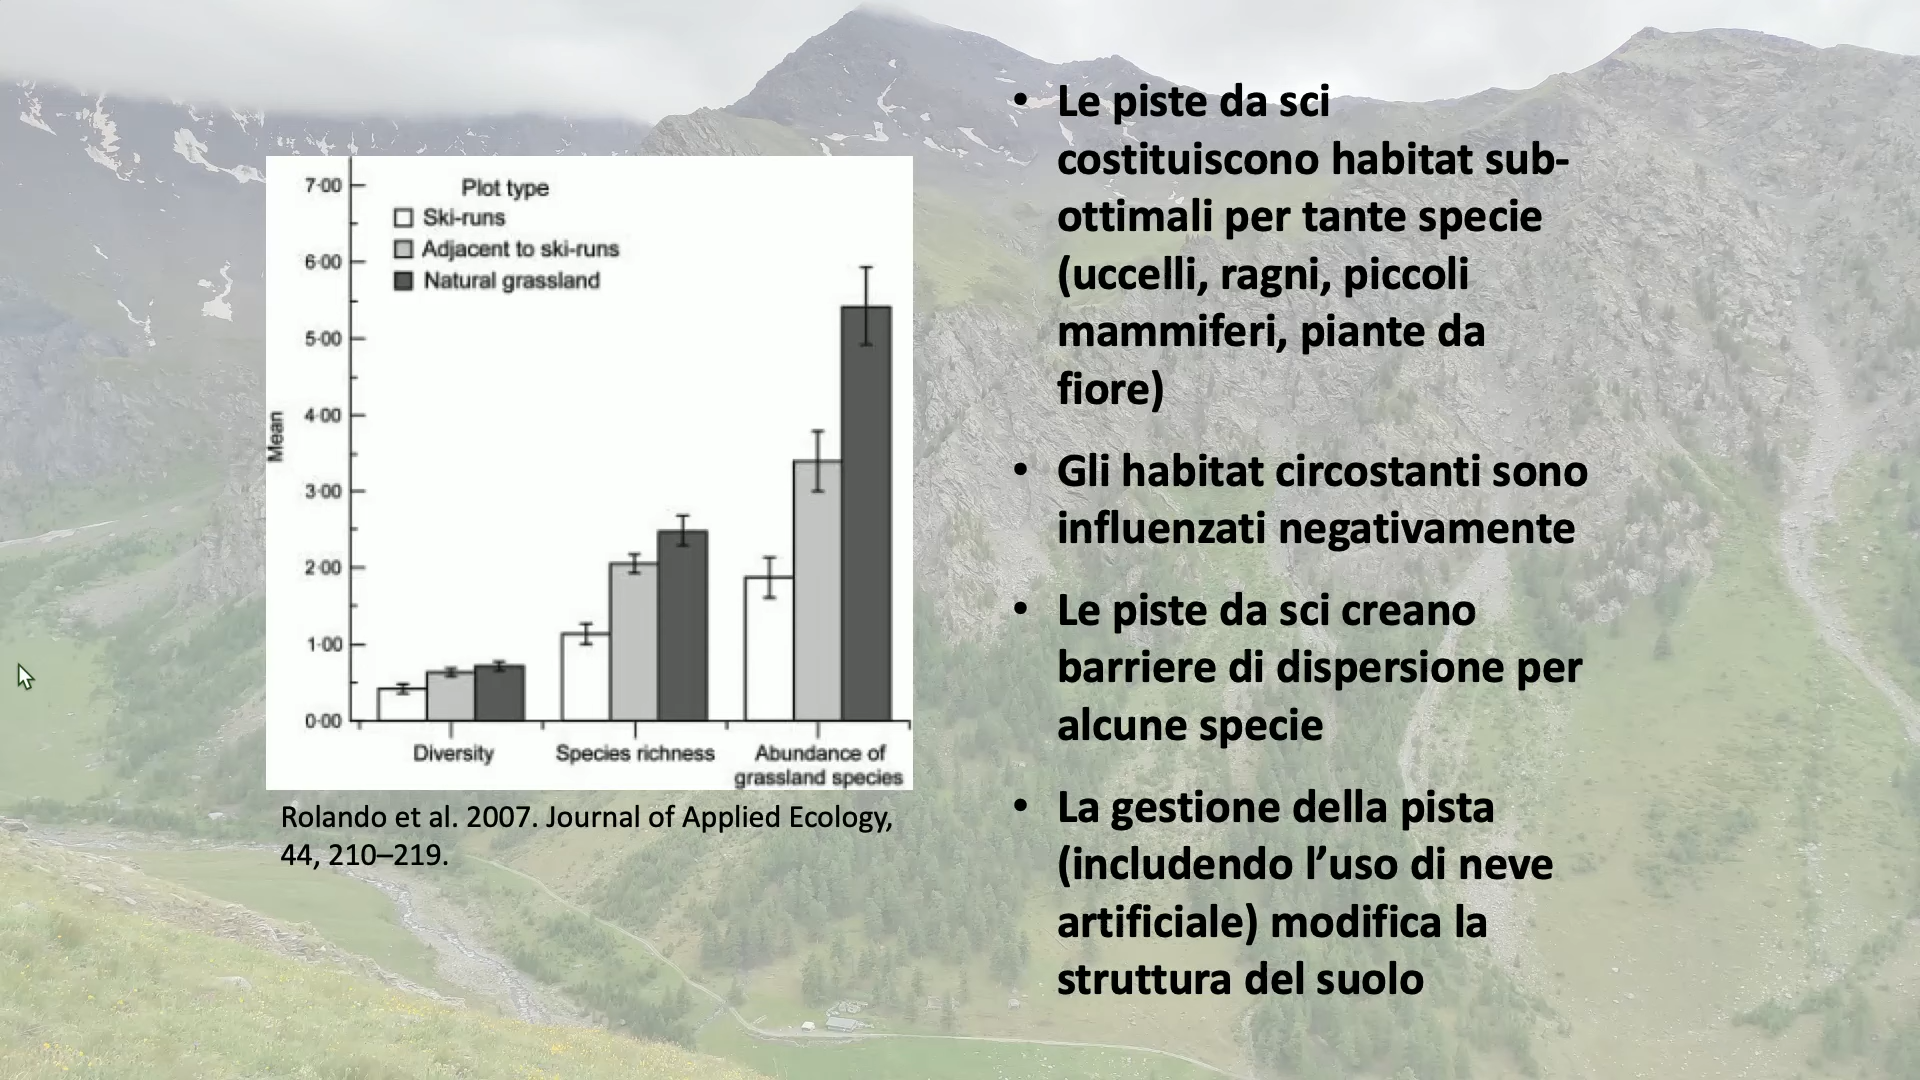 7·00
6·00
5·00
4·00
3·00
2·00
1·00
0·00
Mean
Plot type
Ski-runs
Adjacent to ski-runs
Natural grassland
Diversity
Species richness
Abundance of
grassland species
Rolando et al. 2007. Journal of Applied Ecology,
44, 210–219.
• Le piste da sci
costituiscono habitat sub-
ottimali per tante specie
(uccelli, ragni, piccoli
mammiferi, piante da
fiore)
• Gli habitat circostanti sono
influenzati negativamente
• Le piste da sci creano
barriere di dispersione per
alcune specie
• La gestione della pista
(includendo l’uso di neve
artificiale) modifica la
struttura del suolo